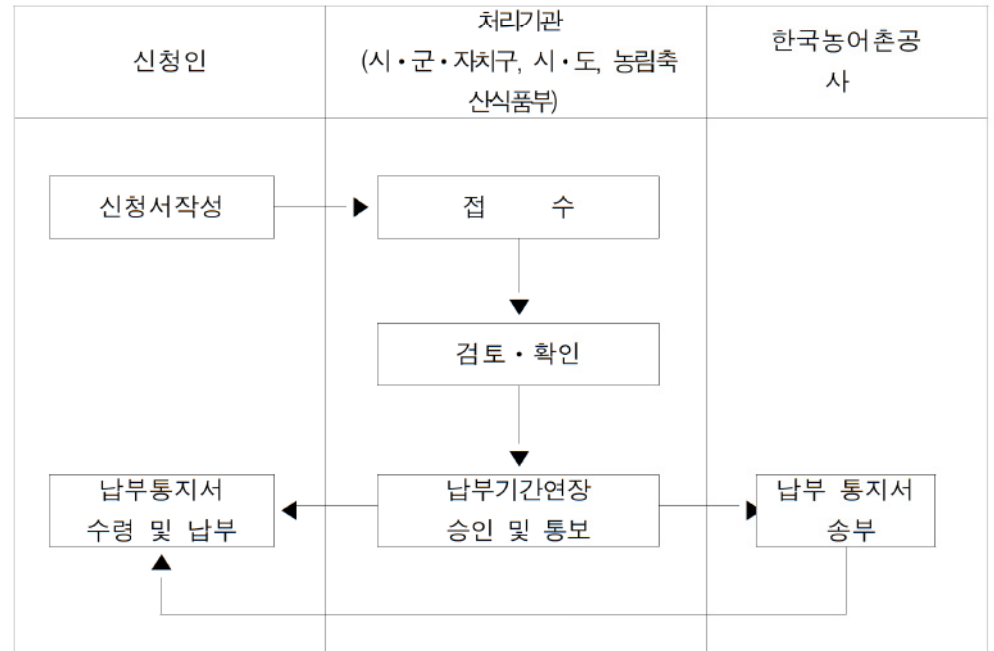 신청인
처리기관
(시・군・자치구, 시・도, 농림축
산식품부)
한국농어촌공
사
신청서작성
접 수
검토・확인
납부통지서
수령 및 납부
납부기간연장
승인 및 통보
납부 통지서
송부